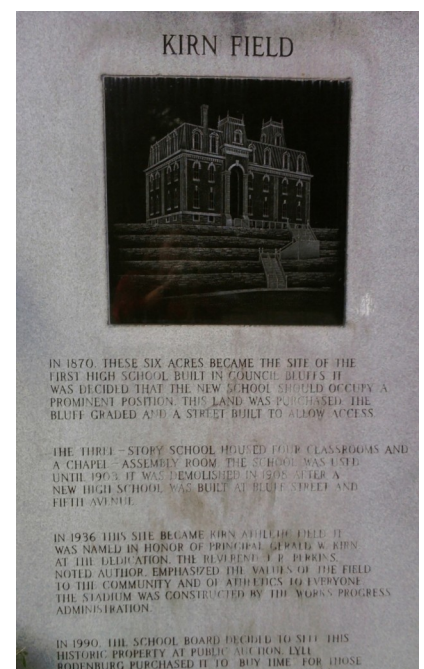 KIRN FIELD
IN 1870, THESE SIX ACRES BECAME THE SITE OF THE
FIRST HIGH SCHOOL BUILT IN COUNCIL BLUFFS. IT
WAS DECIDED THAT THE NEW SCHOOL SHOULD OCCUPY A
PROMINENT POSITION. THIS LAND WAS PURCHASED, THE
BLUFF GRADED AND A STREET BUILT TO ALLOW ACCESS.
THE THREE-STORY SCHOOL HOUSED FOUR CLASSROOMS AND
A CHAPEL-ASSEMBLY ROOM. THE SCHOOL WAS USED
UNTIL IT WAS DEMOLISHED IN AFTER A
NEW HIGH SCHOOL WAS BUILT AT BLUFF STREET AND
FIFTH AVENUE.
IN 1936 THIS SITE BECAME KIRN ATHLETIC FIELD. IT
WAS NAMED IN HONOR OF PRINCIPAL GERALD W. KIRN
AT THE DEDICATION, THE REVEREND J. R. PERKINS,
NOTED AUTHOR, EMPHASIZED THE VALUES OF THE FIELD
TO THE COMMUNITY AND OF ATHLETICS TO EVERYONE.
THE STADIUM WAS CONSTRUCTED BY THE WORKS PROGRESS
ADMINISTRATION.
IN 1990, THE SCHOOL BOARD DECIDED TO SELL THIS
HISTORIC PROPERTY AT PUBLIC AUCTION. LYLE
RODENBURG PURCHASED IT TO BUY TIME FOR THOSE